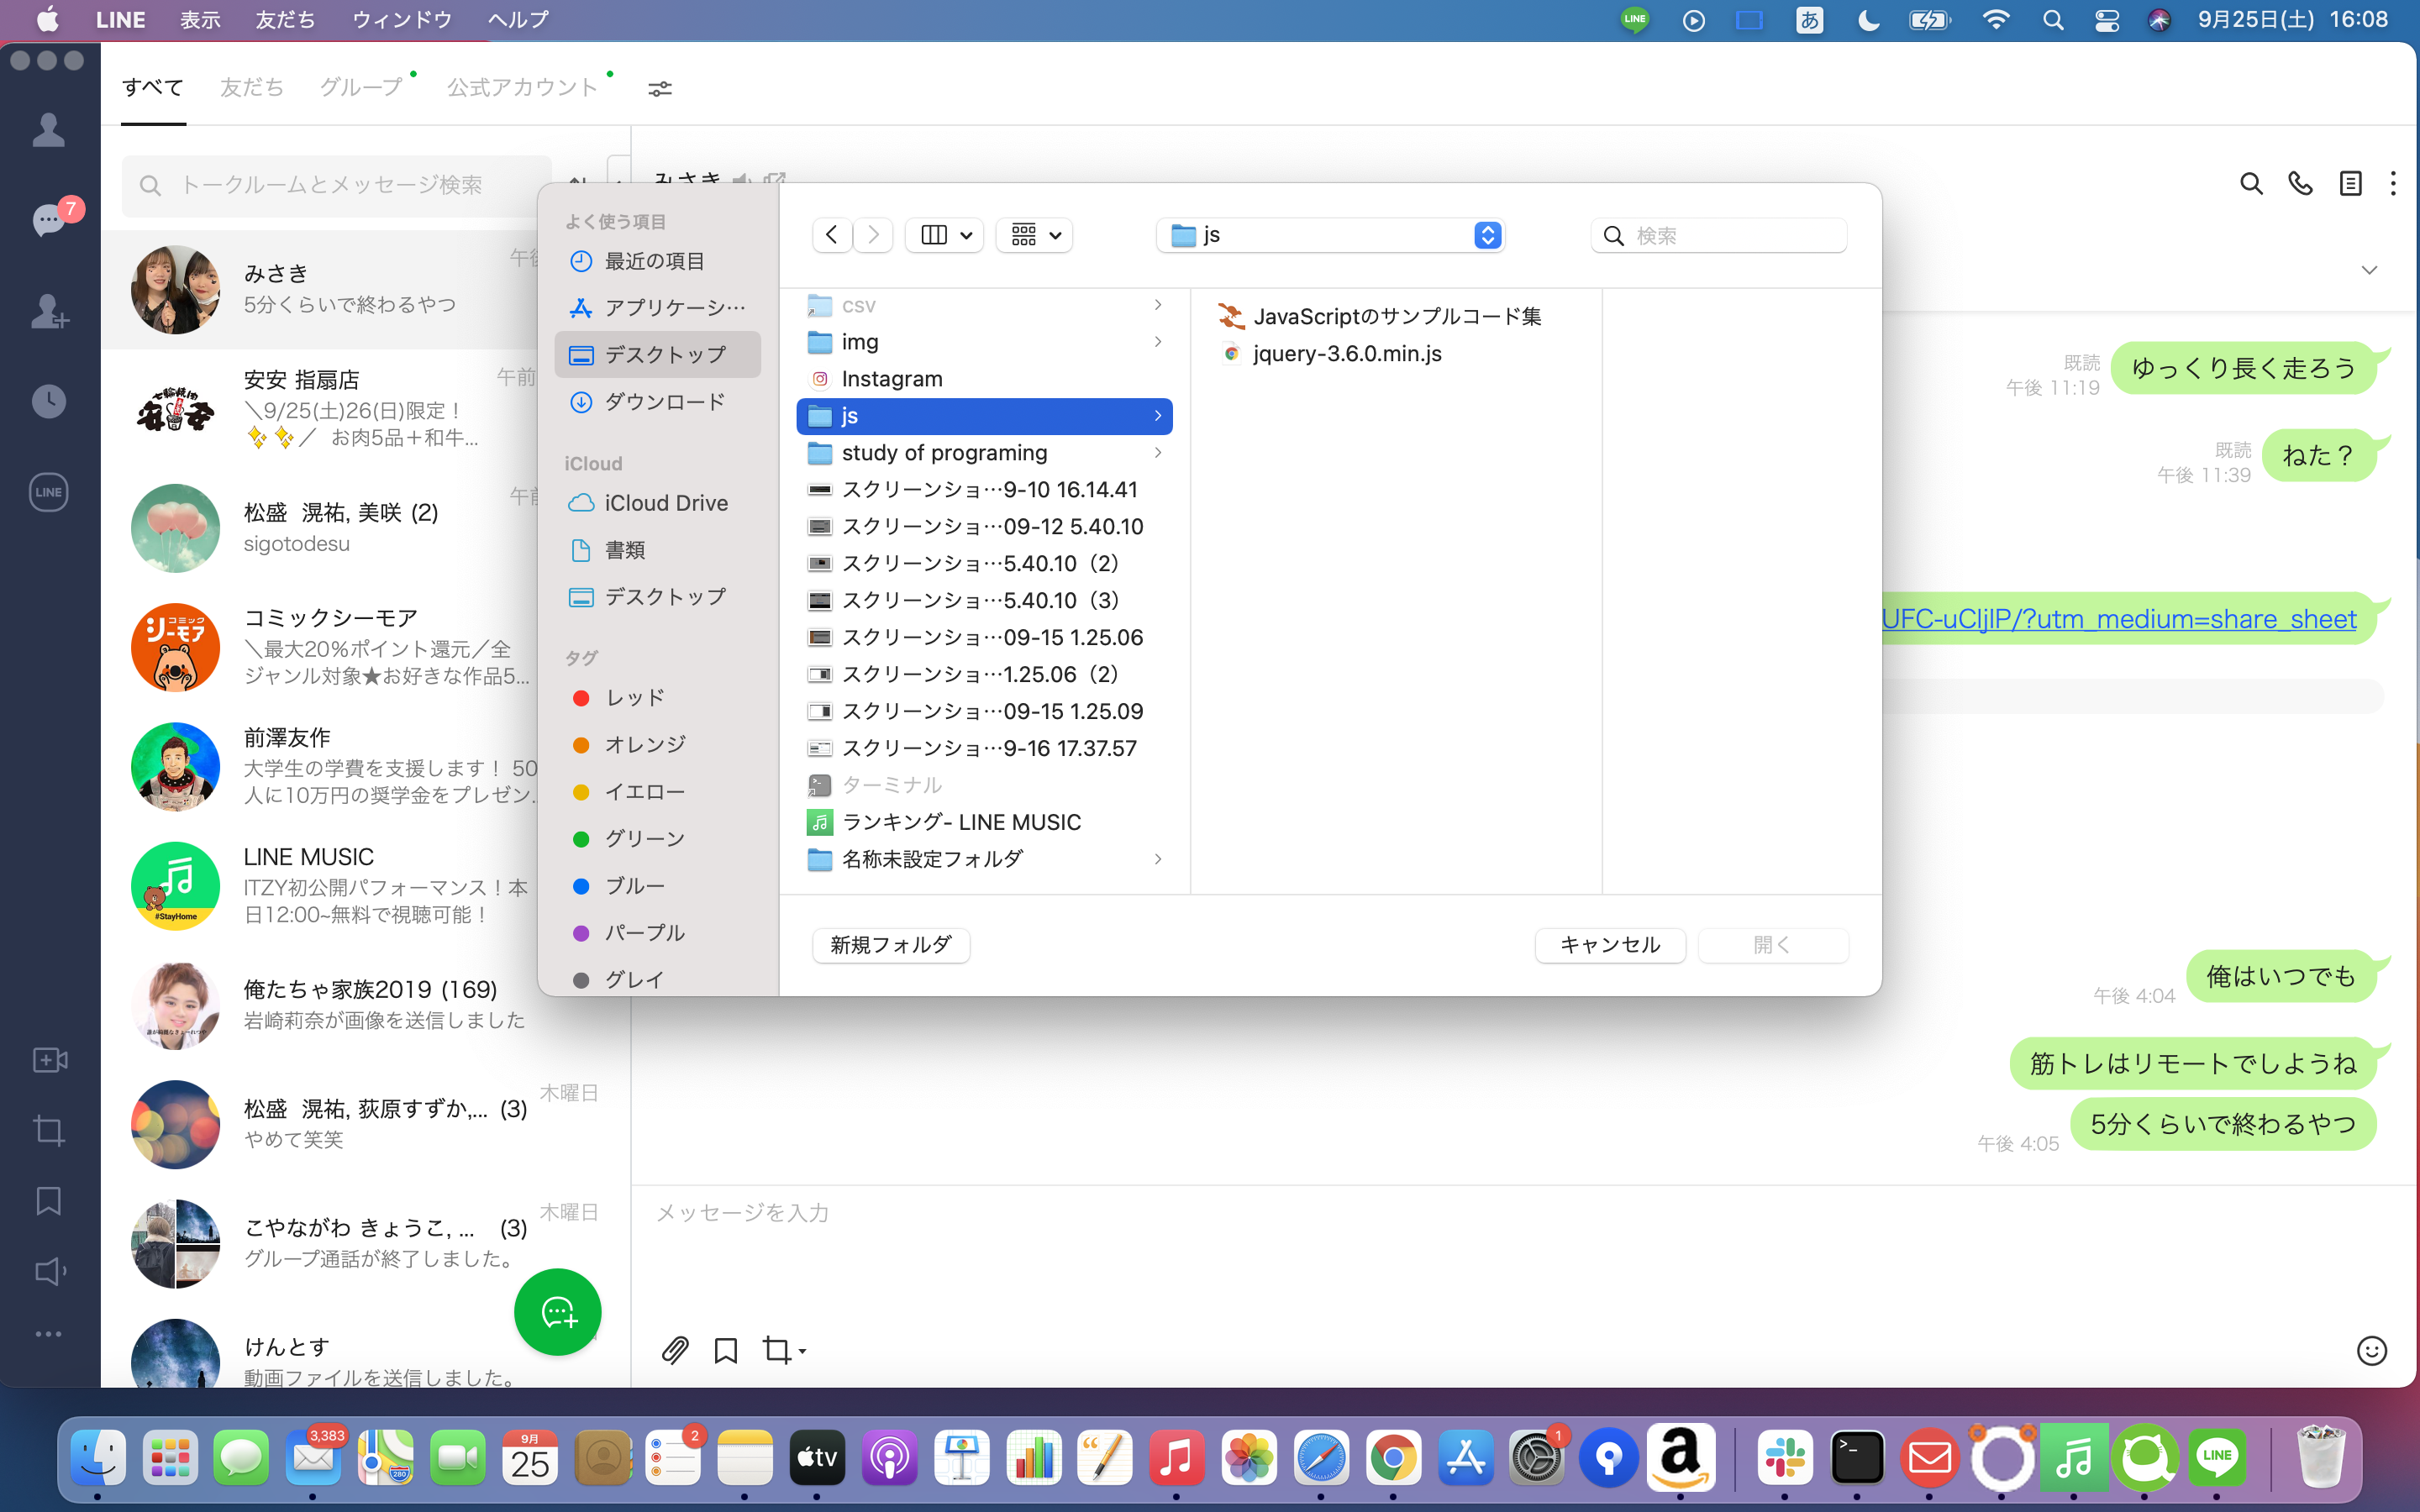 LINE 表示 友だち ウィンドウ ヘルプ
LINE あ 9月25日(土) 16:08
すべて 友だち グループ 公式アカウント
トークルームとメッセージ検索
7
みさき
5分くらいで終わるやつ
安安 指扇店
午前
＼9/25(土)26(日)限定！
✨✨／ お肉5品＋和牛...
松盛 滉祐, 美咲 (2)
sigotodesu
コミックシーモア
＼最大20%ポイント還元／全
ジャンル対象★お好きな作品5...
前澤友作
大学生の学費を支援します！ 50
人に10万円の奨学金をプレゼン..
LINE MUSIC
ITZY初公開パフォーマンス！本
日12:00~無料で視聴可能！
#StayHome
俺たちゃ家族2019 (169)
岩崎莉奈が画像を送信しました
松盛 滉祐, 荻原すずか,... (3)
木曜日
やめて笑笑
こやながわ きょうこ, ... (3)
木曜日
グループ通話が終了しました。
けんとす
動画ファイルを送信しました。
LINE
みさき
よく使う項目
最近の項目
アプリケーシ…
デスクトップ
ダウンロード
iCloud
iCloud Drive
書類
デスクトップ
タグ
レッド
オレンジ
イエロー
グリーン
ブルー
パープル
グレイ
js
検索
csv
img
Instagram
js
study of programing
スクリーンショ…9-10 16.14.41
スクリーンショ…09-12 5.40.10
スクリーンショ…5.40.10（2）
スクリーンショ…5.40.10（3）
スクリーンショ…09-15 1.25.06
スクリーンショ…1.25.06（2）
スクリーンショ…09-15 1.25.09
スクリーンショ…9-16 17.37.57
ターミナル
ランキング- LINE MUSIC
名称未設定フォルダ
JavaScriptのサンプルコード集
jquery-3.6.0.min.js
新規フォルダ キャンセル 開く
既読
午後 11:19
ゆっくり長く走ろう
既読
午後 11:39
ねた？
UFC-uCljlP/?utm_medium=share_sheet
俺はいつでも
午後 4:04
筋トレはリモートでしようね
5分くらいで終わるやつ
午後 4:05
メッセージを入力
3,383
280
9月
25
2
tv
1
a
LINE